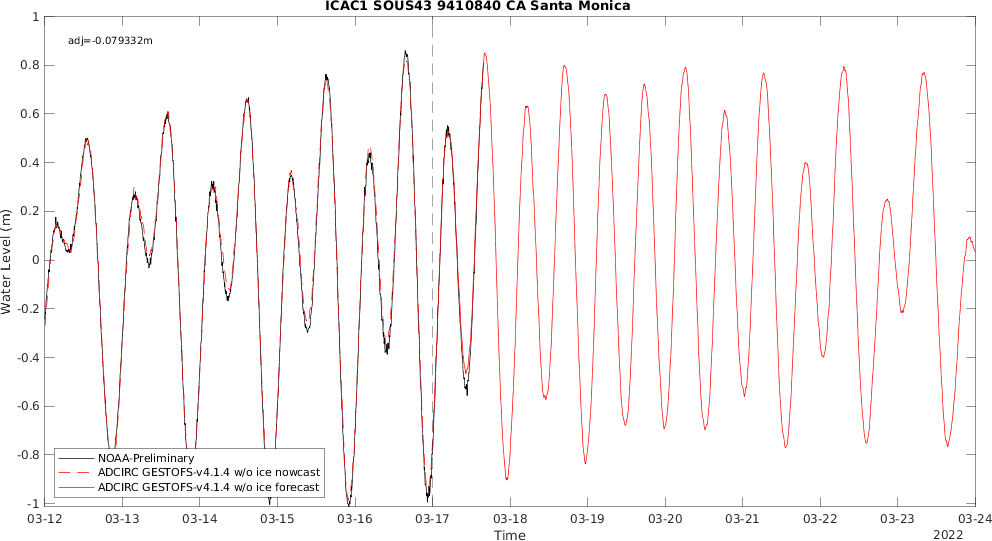 ICAC1 SOUS43 9410840 CA Santa Monica
adj=-0.079332m
1
0.8
0.6
0.4
0.2
0
-0.2
-0.4
-0.6
-0.8
-1
Water Level (m)
NOAA-Preliminary
ADCIRC GESTOFS-v4.1.4 w/o ice nowcast
ADCIRC GESTOFS-v4.1.4 w/o ice forecast
03-12 03-13 03-14 03-15 03-16 03-17 03-18 03-19 03-20 03-21 03-22 03-23 03-24
Time
2022